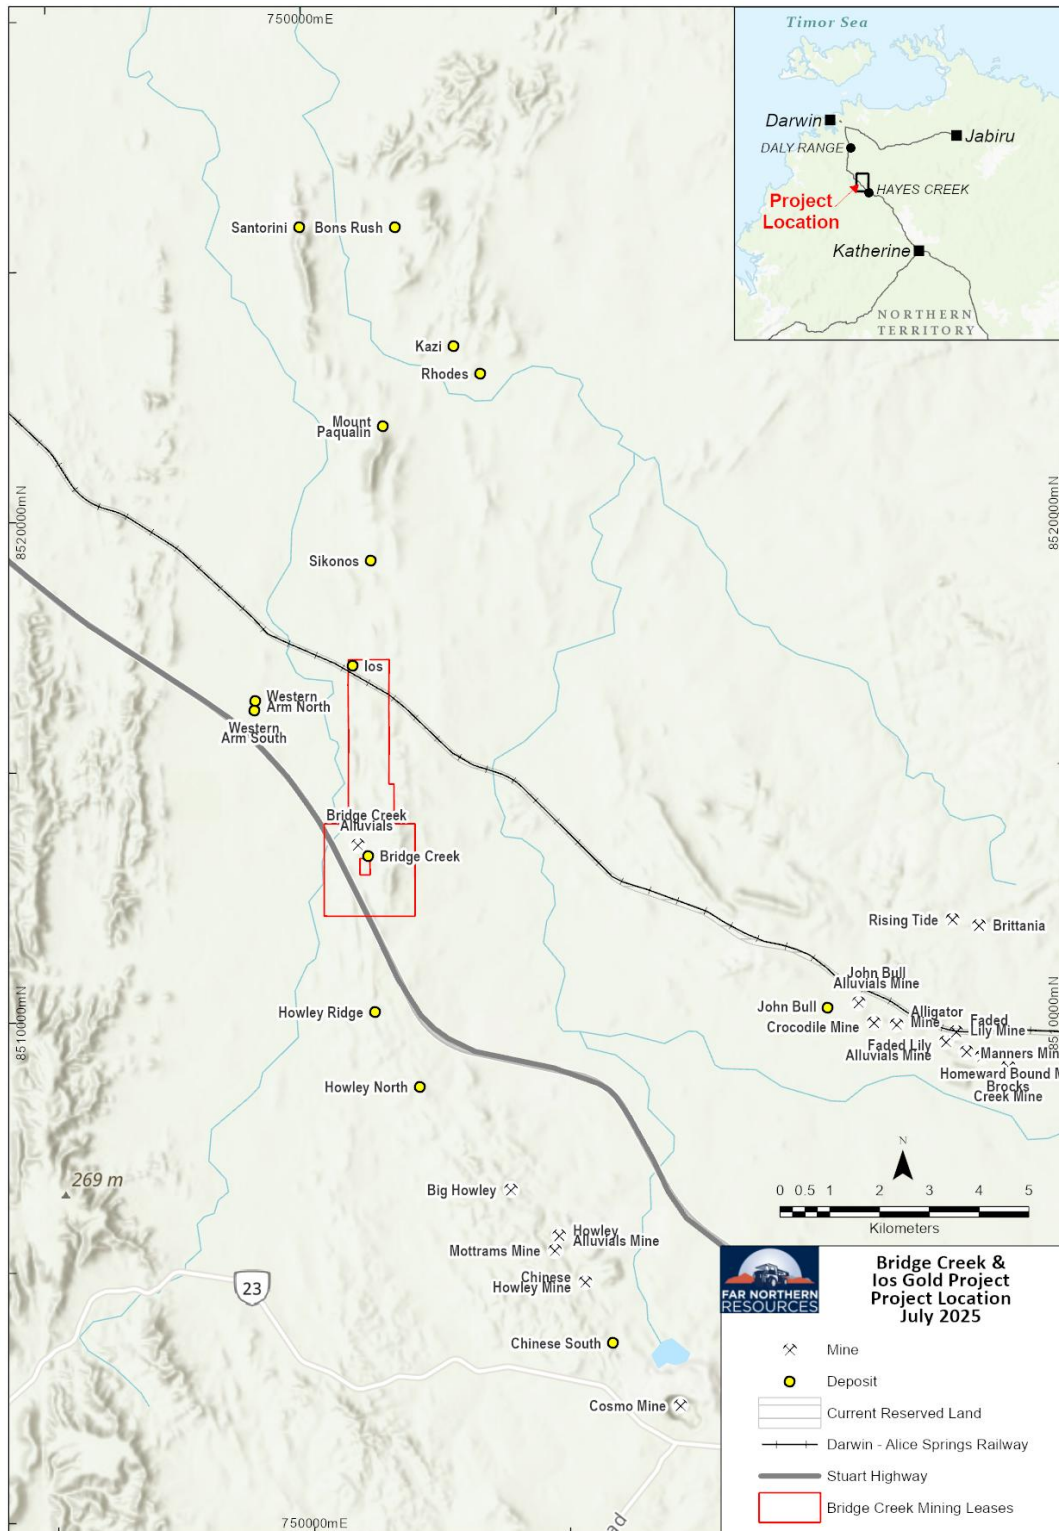 750000mE
Timor Sea
Darwin
Jabiru
DALY RANGE
HAYES CREEK
Project
Location
Katherine
NORTHERN
TERRITORY
Santorini
Bons Rush
Kazi
Rhodes
Mount
Paqualin
8520000mN
8520000mN
Sikonos
Ios
Western
Arm North
Western
Arm South
Bridge Creek
Alluvials
Bridge Creek
Rising Tide
Brittania
John Bull
Alluvials Mine
John Bull
Crocodile Mine
Alligator
Mine
Faded
Lily Mine
Faded Lily
Alluvials Mine
Manners Min
Homeward Bound M
Brocks
Creek Mine
Howley Ridge
8510000mN
8510000mN
Howley North
269 m
Big Howley
Howley
Alluvials Mine
Mottrams Mine
Chinese
Howley Mine
23
Chinese South
Cosmo Mine
N
0 0.5 1 2 3 4 5
Kilometers
FAR NORTHERN
RESOURCES
Bridge Creek &
Ios Gold Project
Project Location
July 2025
Mine
Deposit
Current Reserved Land
Darwin - Alice Springs Railway
Stuart Highway
Bridge Creek Mining Leases
750000mE